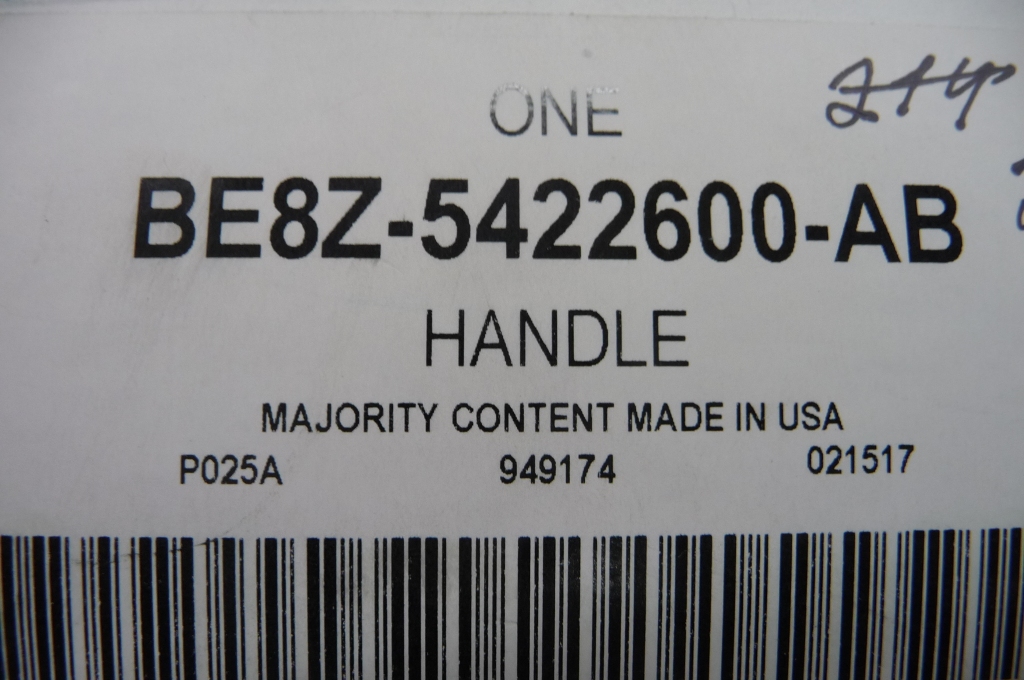 ONE
BE8Z-5422600-AB
HANDLE
MAJORITY CONTENT MADE IN USA
P025A 949174 021517